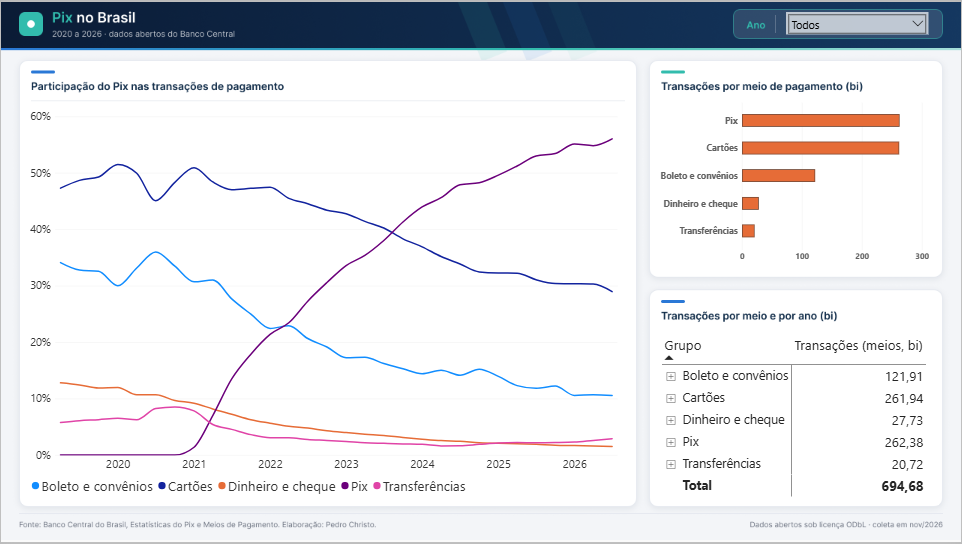 Pix no Brasil
2020 a 2026 · dados abertos do Banco Central
Ano
Todos
Participação do Pix nas transações de pagamento
60%
50%
40%
30%
20%
10%
0%
2020 2021 2022 2023 2024 2025 2026
Boleto e convênios Cartões Dinheiro e cheque Pix Transferências
Transações por meio de pagamento (bi)
Pix
Cartões
Boleto e convênios
Dinheiro e cheque
Transferências
0 100 200 300
Transações por meio e por ano (bi)
Grupo Transações (meios, bi)
Boleto e convênios 121,91
Cartões 261,94
Dinheiro e cheque 27,73
Pix 262,38
Transferências 20,72
Total 694,68
Fonte: Banco Central do Brasil, Estatísticas do Pix e Meios de Pagamento. Elaboração: Pedro Christo.
Dados abertos sob licença ODbL · coleta em nov/2026